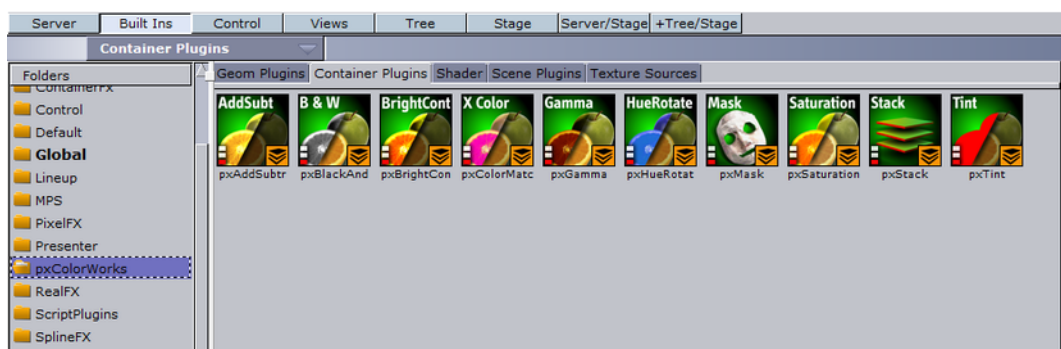 Server Built Ins Control Views Tree Stage Server/Stage +Tree/Stage
Container Plugins
Folders
Geom Plugins Container Plugins Shader Scene Plugins Texture Sources
ContainerFx
Control
Default
Global
Lineup
MPS
PixelFX
Presenter
pxColorWorks
RealFX
ScriptPlugins
SplineFX
AddSubt B & W BrightCont X Color Gamma HueRotate Mask Saturation Stack Tint
pxAddSubtr pxBlackAnd pxBrightCon pxColorMatc pxGamma pxHueRotat pxMask pxSaturation pxStack pxTint